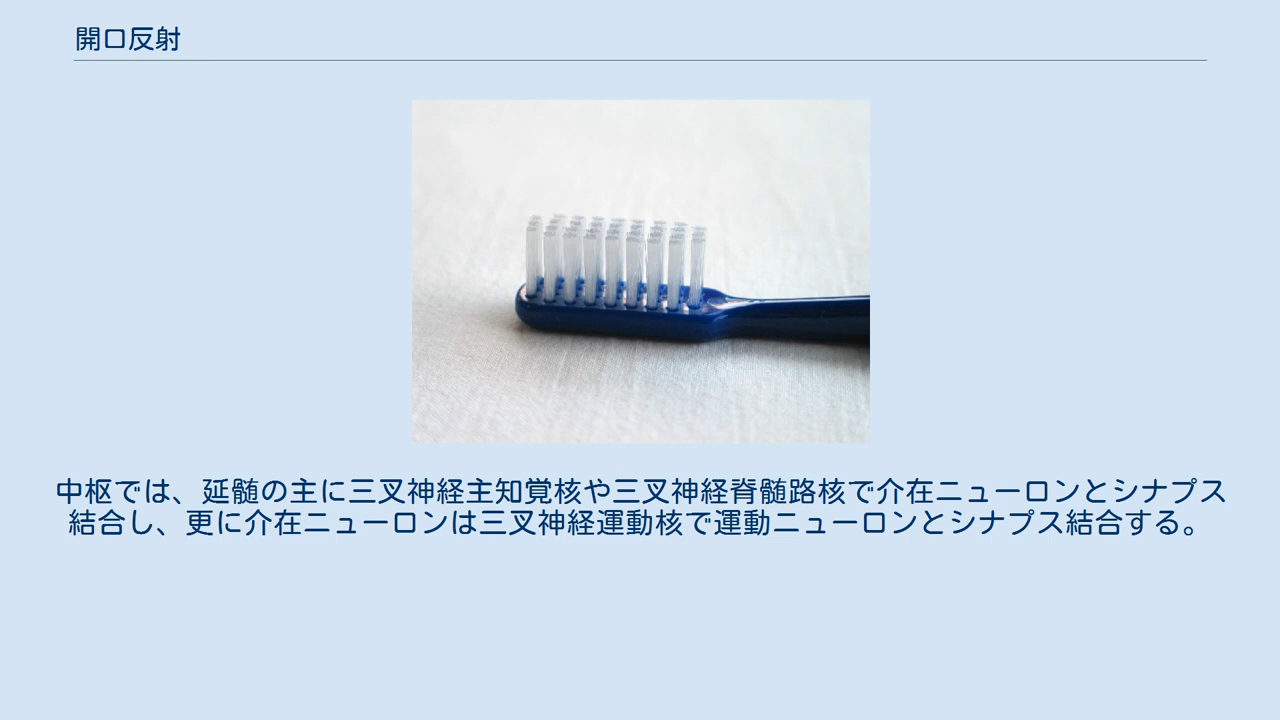 開口反射
中枢では、延髄の主に三叉神経主知覚核や三叉神経脊髄路核で介在ニューロンとシナプス
結合し、更に介在ニューロンは三叉神経運動核で運動ニューロンとシナプス結合する。